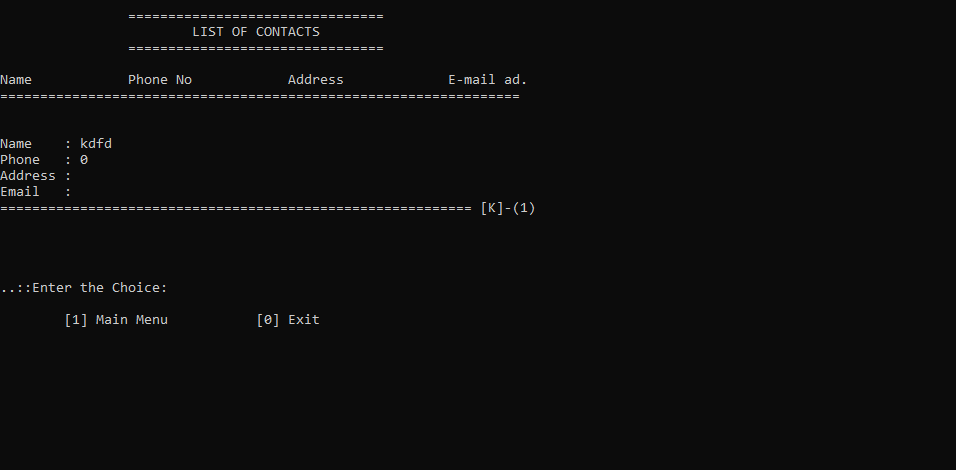 ================================
LIST OF CONTACTS
================================
Name Phone No Address E-mail ad.
=================================================================
Name : kdfd
Phone : 0
Address :
Email :
=========================================================== [K]-(1)
..::Enter the Choice:
[1] Main Menu [0] Exit